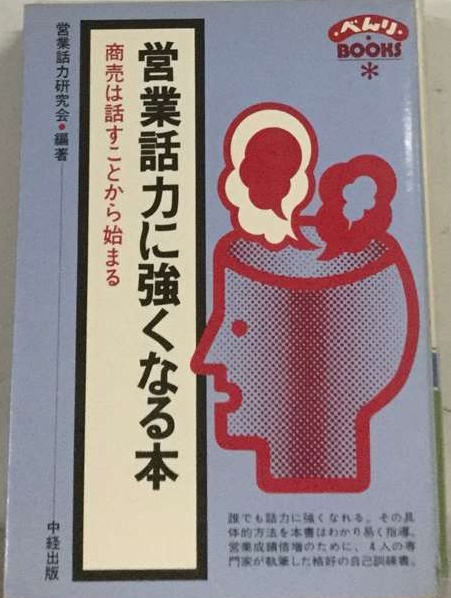 べんり
BOOKS
*
営業話力に強くなる本
商売は話すことから始まる
営業話力研究会・編著
中経出版
誰でも話力に強くなれる。その具
体的方法を本書はわかり易く指導。
営業成績倍増のために、4人の専
門家が執筆した格好の自己訓練書。